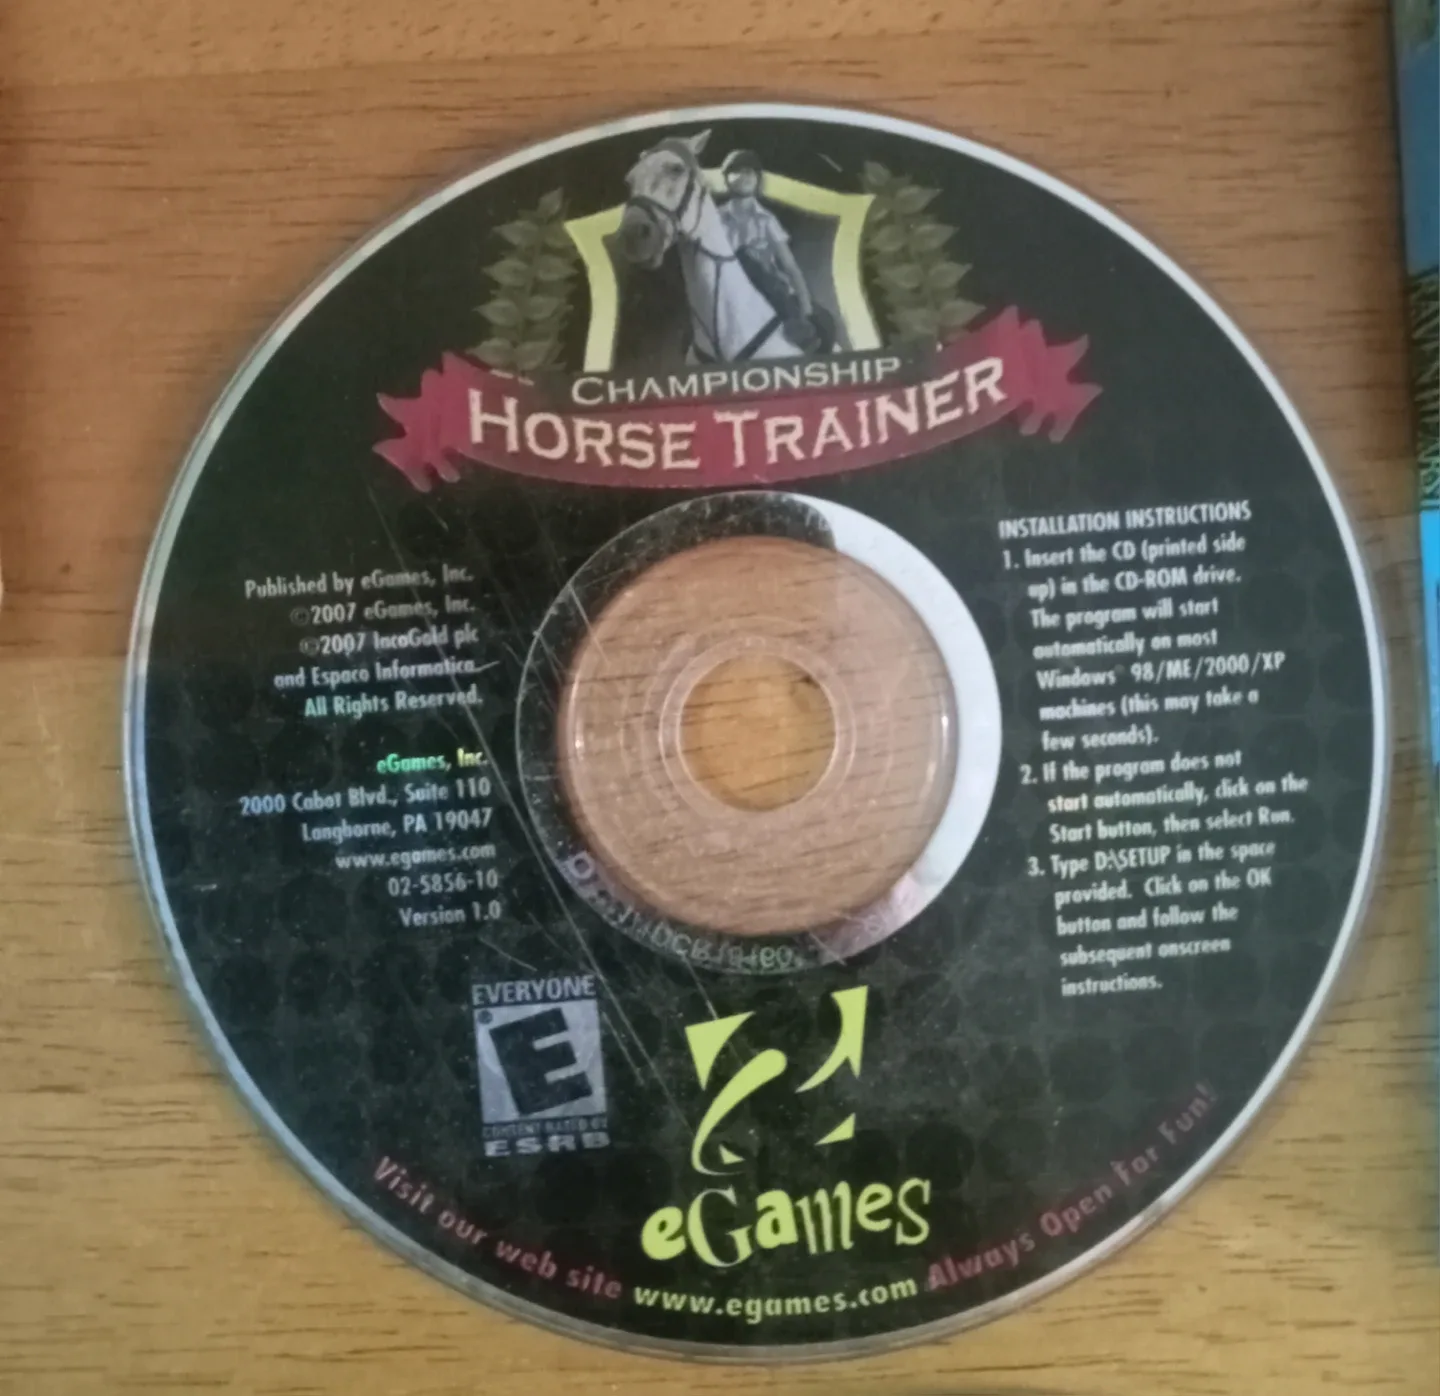 CHAMPIONSHIP
HORSE TRAINER
Published by eGames, Inc.
©2007 eGames, Inc.
©2007 IncaGold plc
and Espaco Informatica
All Rights Reserved.
eGames, Inc.
2000 Cabot Blvd., Suite 110
Langhorne, PA 19047
www.egames.com
02-5856-10
Version 1.0
INSTALLATION INSTRUCTIONS
1. Insert the CD (printed side
up) in the CD-ROM drive.
The program will start
automatically on most
Windows 98/ME/2000/XP
machines (this may take a
few seconds).
2. If the program does not
start automatically, click on the
Start button, then select Run.
3. Type D:\SETUP in the space
provided. Click on the OK
button and follow the
subsequent onscreen
instructions.
EVERYONE
E
CONTENT RATED BY
ESRB
eGames
Visit our web site www.egames.com Always Open For Fun!